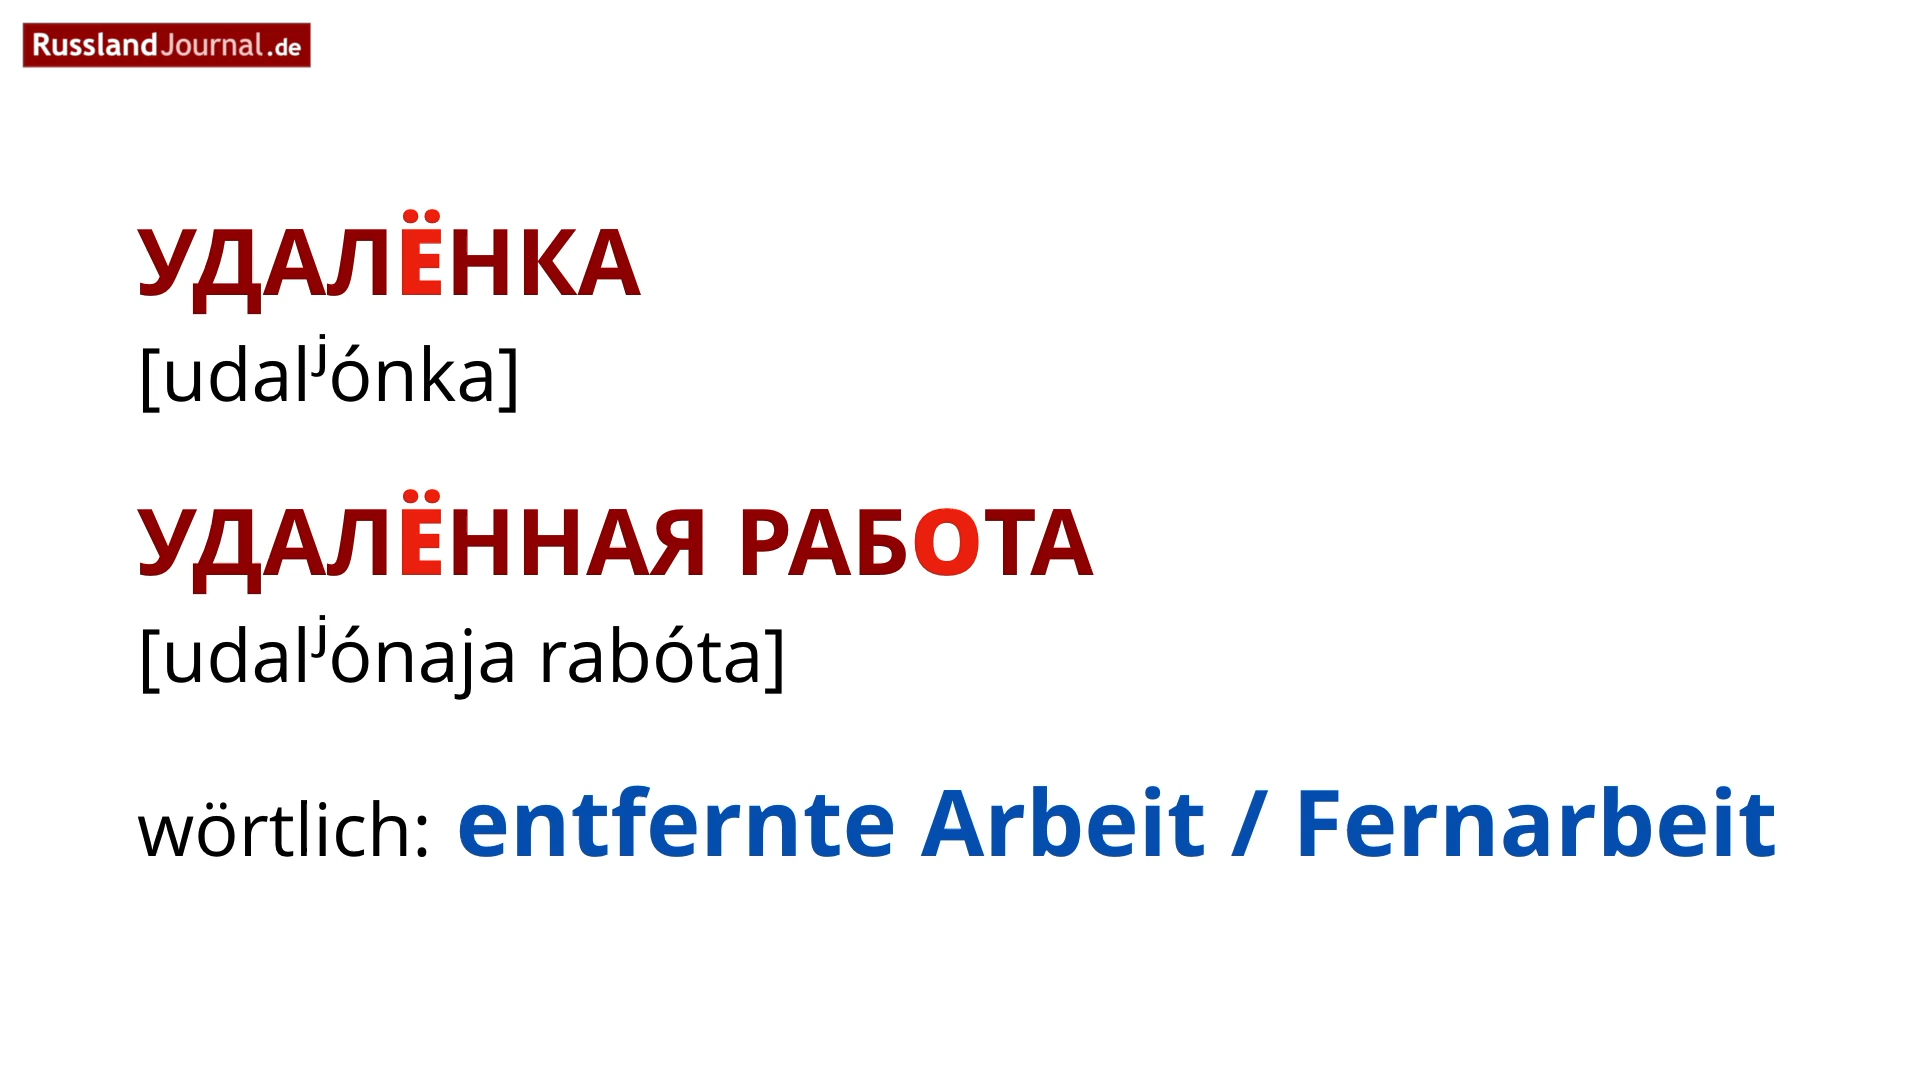 RusslandJournal.de
УДАЛЁНКА
[udalʲónka]
УДАЛЁННАЯ РАБОТА
[udalʲónaja rabóta]
wörtlich: entfernte Arbeit / Fernarbeit